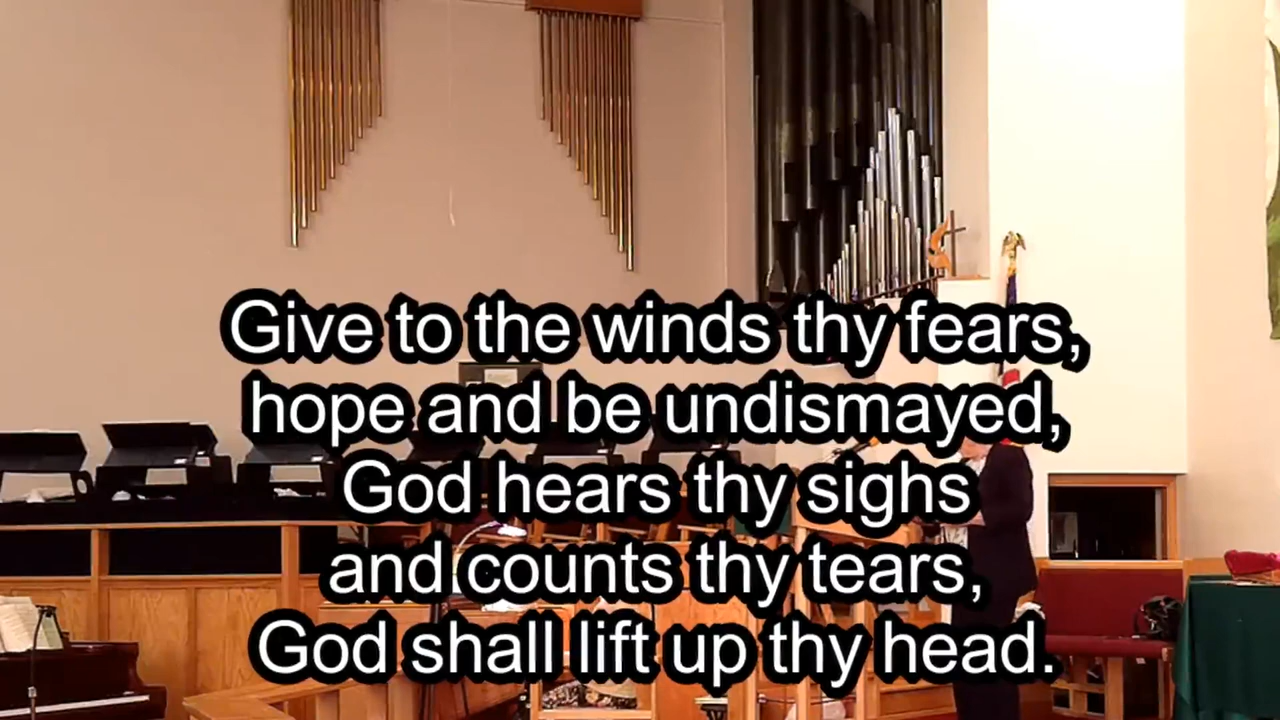 Give to the winds thy fears,
hope and be undismayed,
God hears thy sighs
and counts thy tears,
God shall lift up thy head.